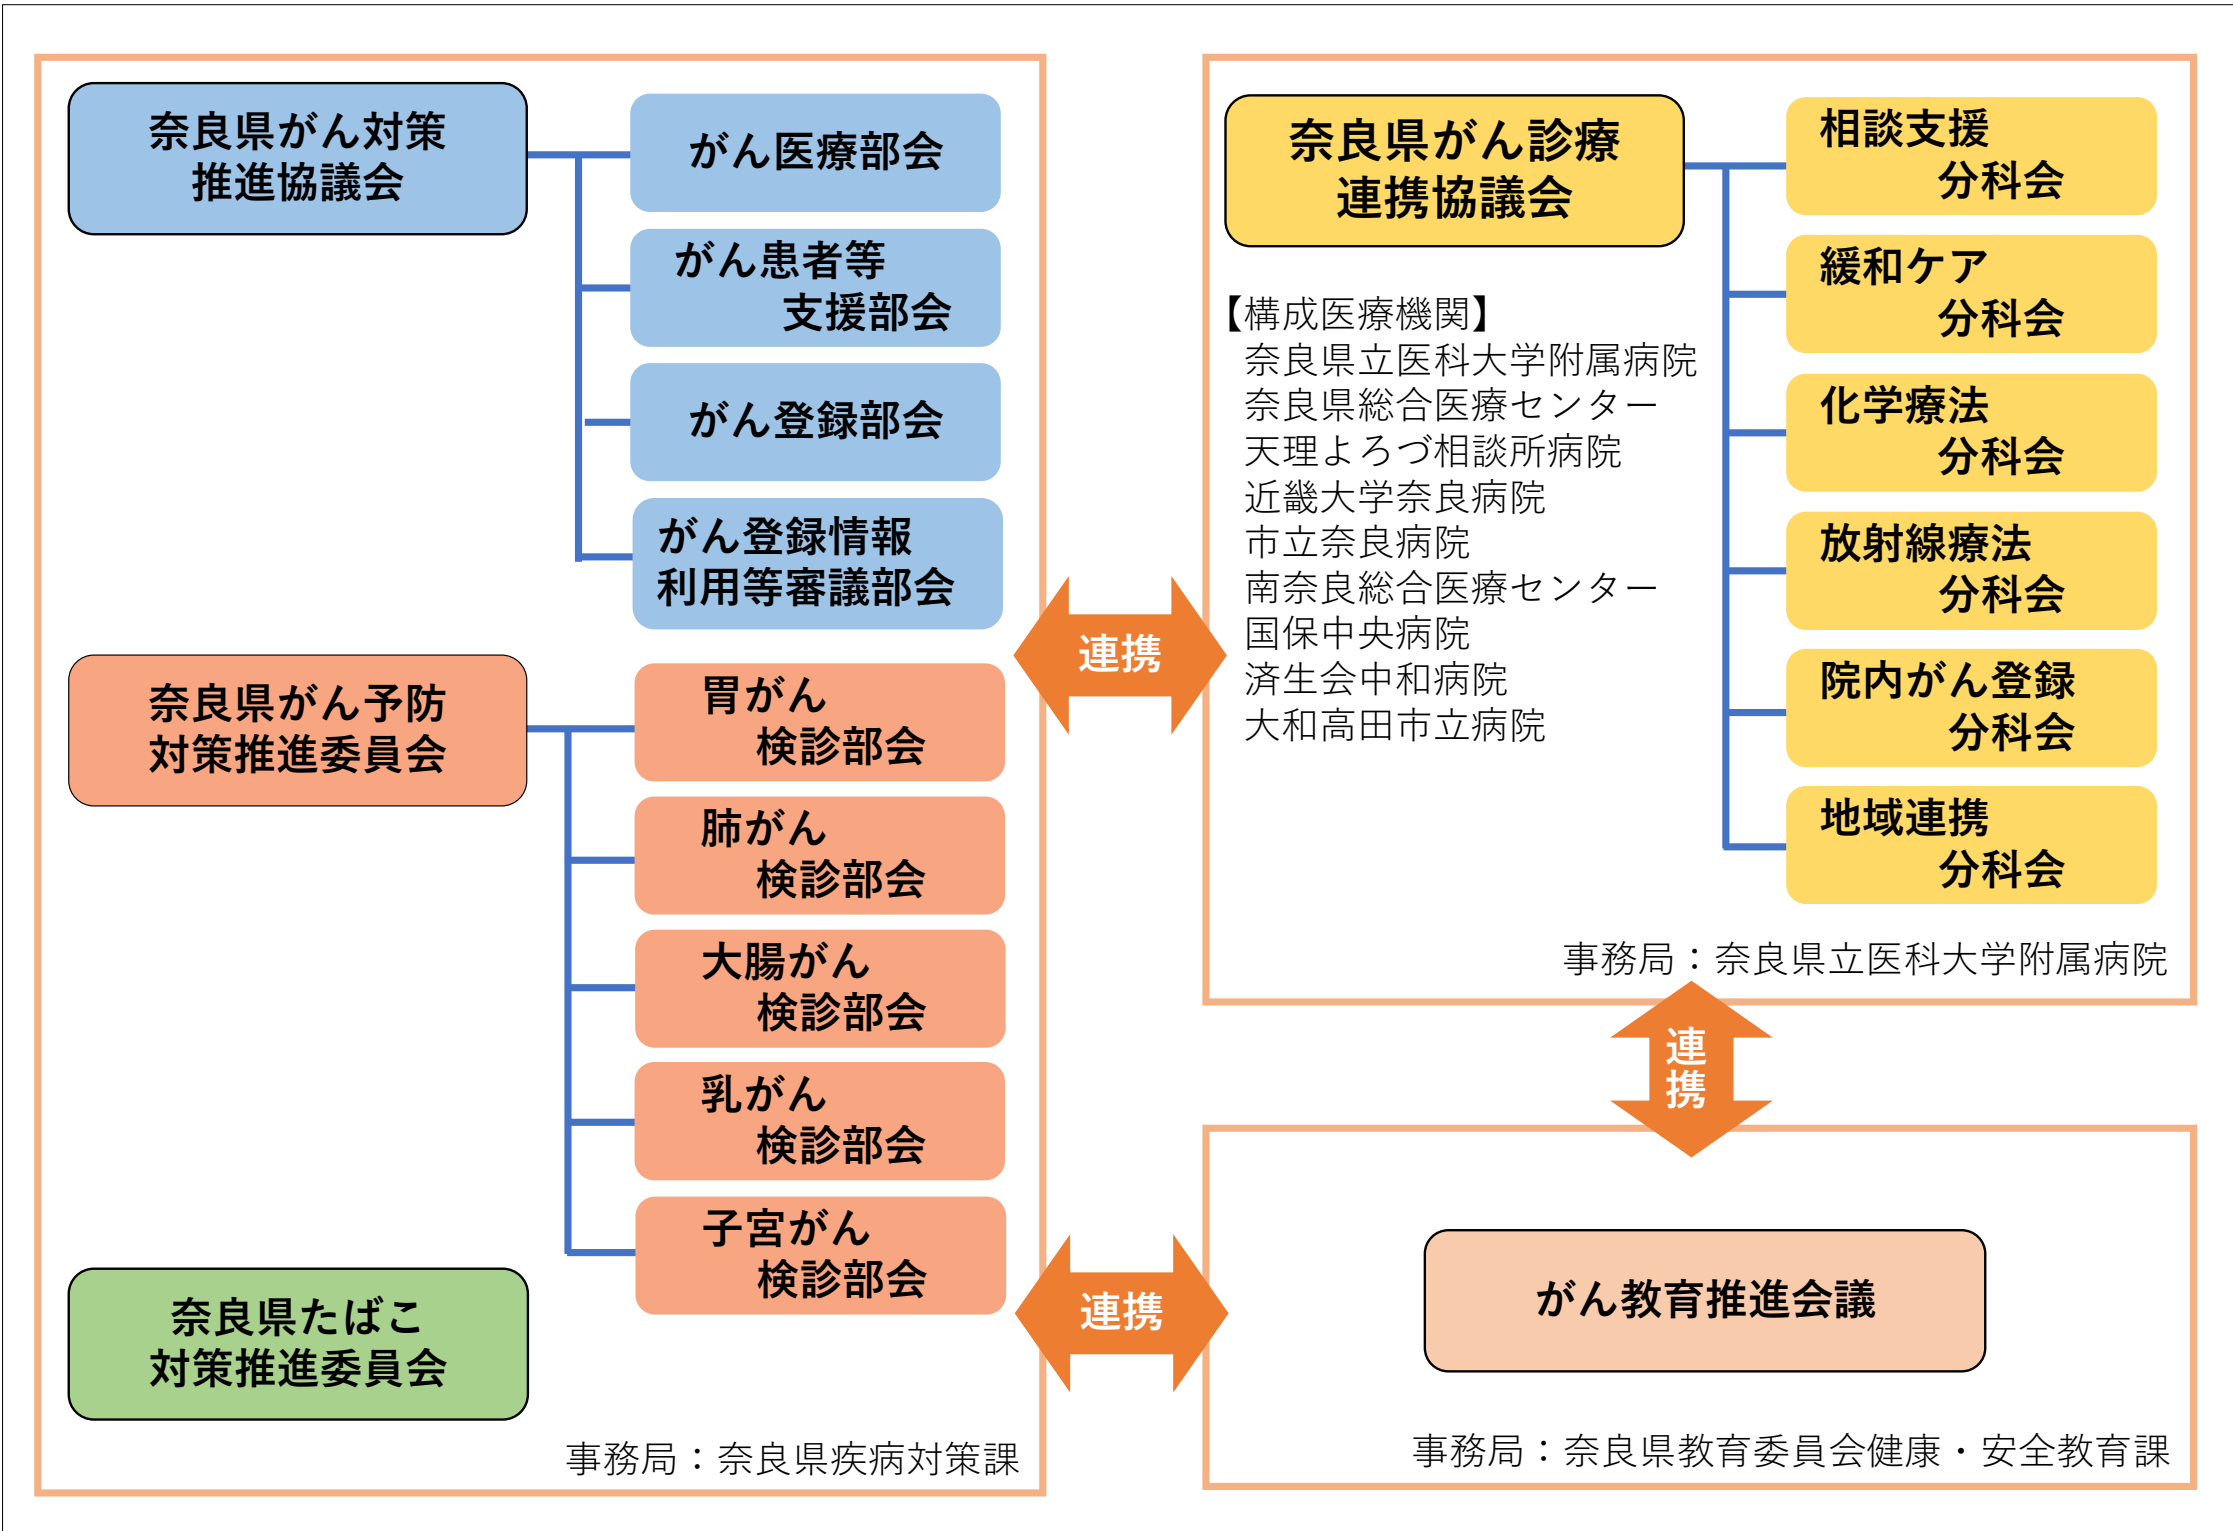 奈良県がん対策
推進協議会
がん医療部会
がん患者等
支援部会
がん登録部会
がん登録情報
利用等審議部会
奈良県がん予防
対策推進委員会
胃がん
検診部会
肺がん
検診部会
大腸がん
検診部会
乳がん
検診部会
子宮がん
検診部会
奈良県たばこ
対策推進委員会
事務局：奈良県疾病対策課
連携
連携
奈良県がん診療
連携協議会
【構成医療機関】
奈良県立医科大学附属病院
奈良県総合医療センター
天理よろづ相談所病院
近畿大学奈良病院
市立奈良病院
南奈良総合医療センター
国保中央病院
済生会中和病院
大和高田市立病院
相談支援
分科会
緩和ケア
分科会
化学療法
分科会
放射線療法
分科会
院内がん登録
分科会
地域連携
分科会
事務局：奈良県立医科大学附属病院
連
携
がん教育推進会議
事務局：奈良県教育委員会健康・安全教育課